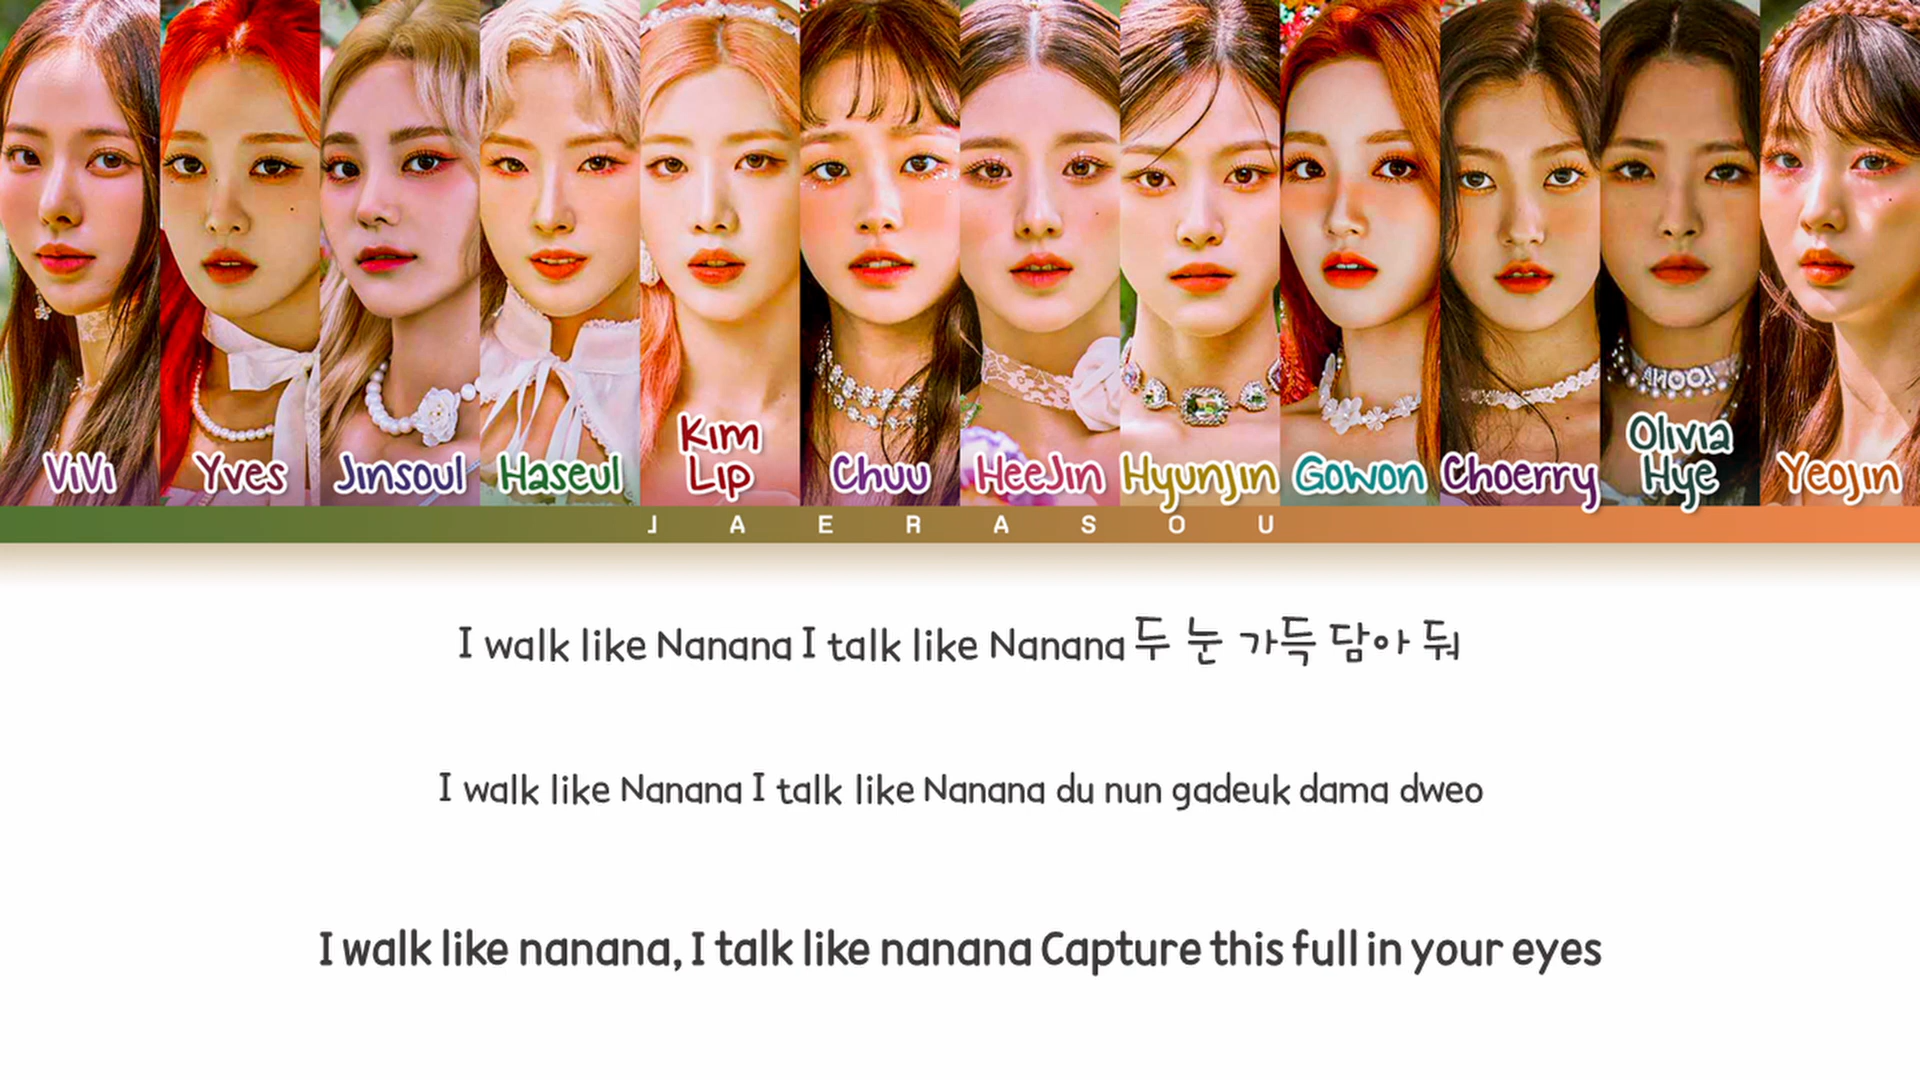 ViVi
Yves
Jinsoul
Haseul
Kim Lip
Chuu
HeeJin
Hyunjin
Gowon
Choerry
Olivia Hye
Yeojin
JAERASOU
I walk like Nanana I talk like Nanana 두 눈 가득 담아 둬
I walk like Nanana I talk like Nanana du nun gadeuk dama dweo
I walk like nanana, I talk like nanana Capture this full in your eyes